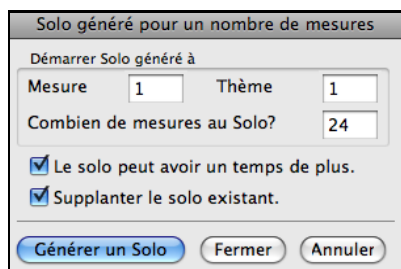 Solo généré pour un nombre de mesures
Démarrer Solo généré à
Mesure 1 Thème 1
Combien de mesures au Solo? 24
Le solo peut avoir un temps de plus.
Supplanter le solo existant.
Générer un Solo Fermer Annuler